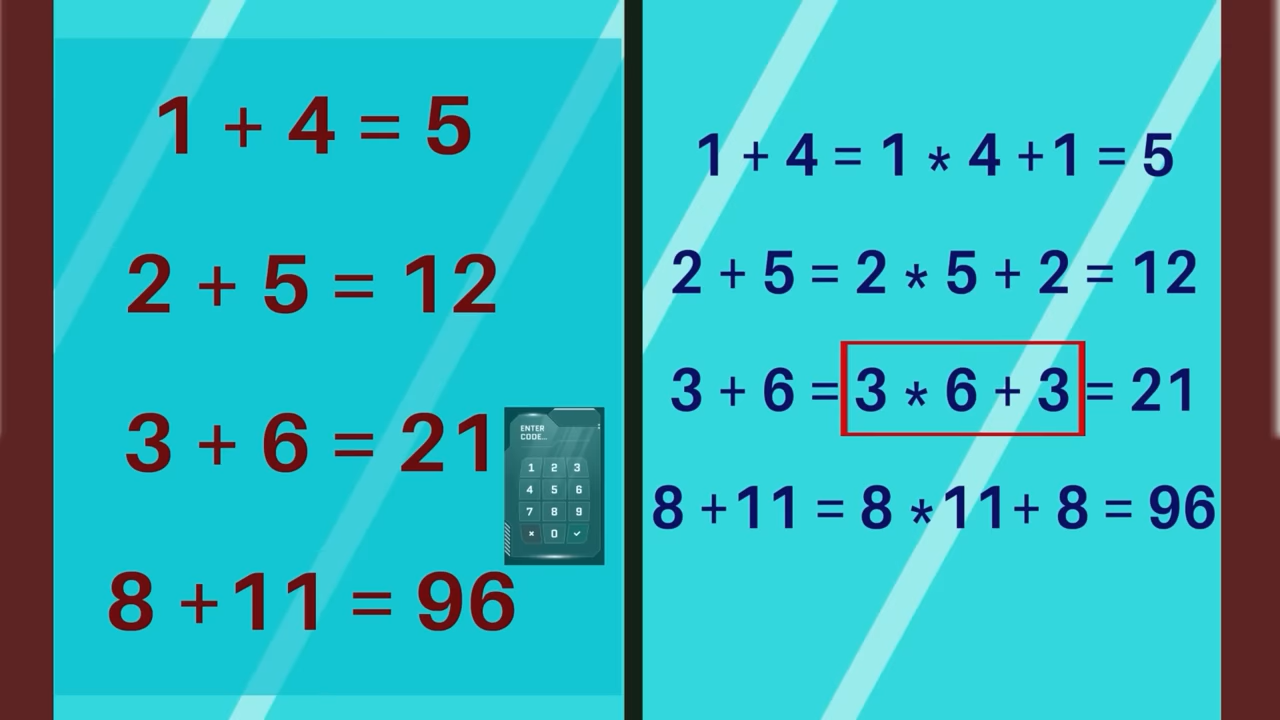 1 + 4 = 5
2 + 5 = 12
3 + 6 = 21
ENTER
CODE...
1 2 3
4 5 6
7 8 9
× 0 ✓
8 + 11 = 96
1 + 4 = 1 * 4 + 1 = 5
2 + 5 = 2 * 5 + 2 = 12
3 + 6 = 3 * 6 + 3 = 21
8 + 11 = 8 * 11 + 8 = 96